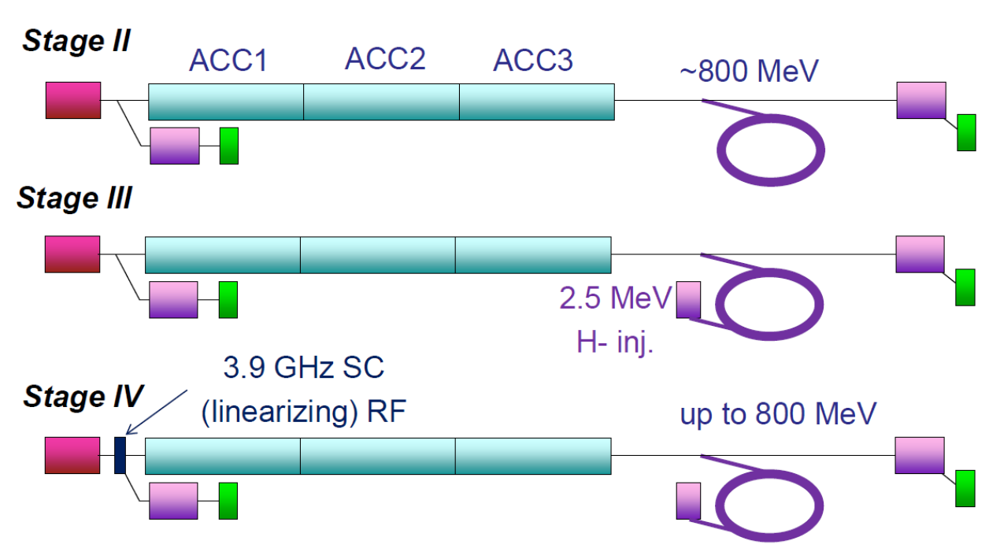 Stage II
ACC1
ACC2
ACC3
~800 MeV
Stage III
2.5 MeV
H- inj.
3.9 GHz SC
(linearizing) RF
Stage IV
up to 800 MeV